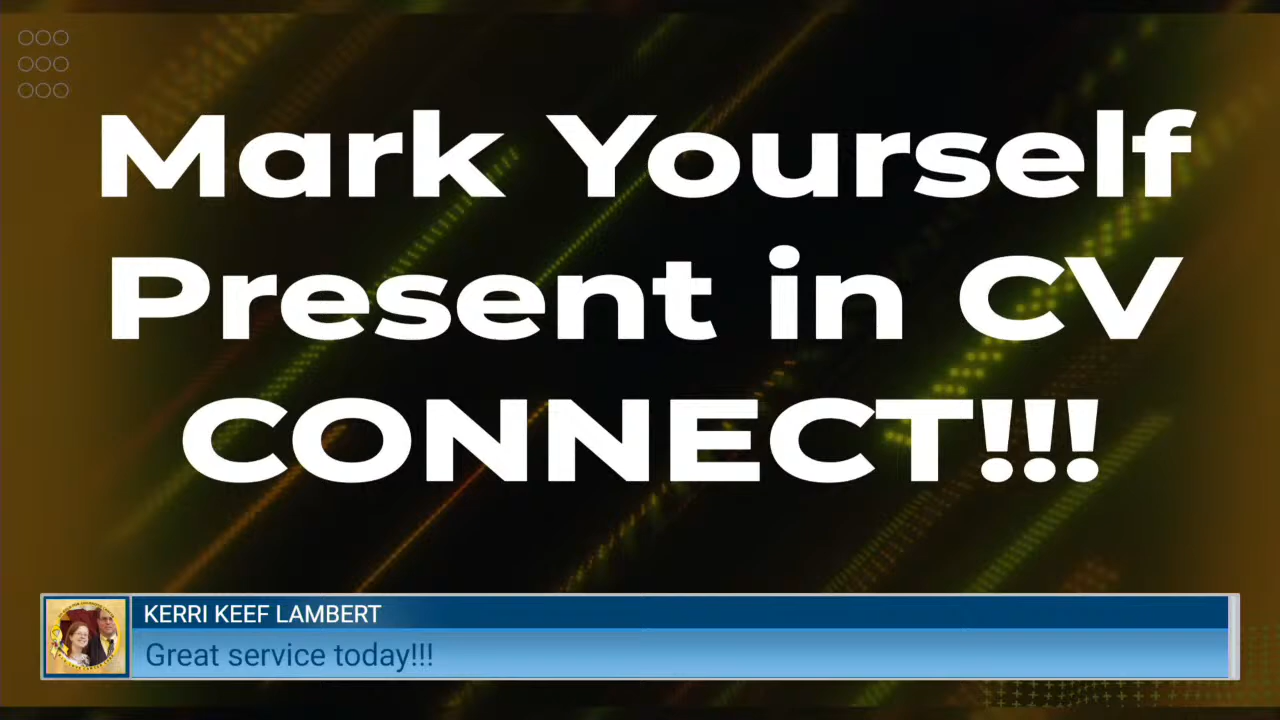 Mark Yourself
Present in CV
CONNECT!!!
KERRI KEEF LAMBERT
Great service today!!!